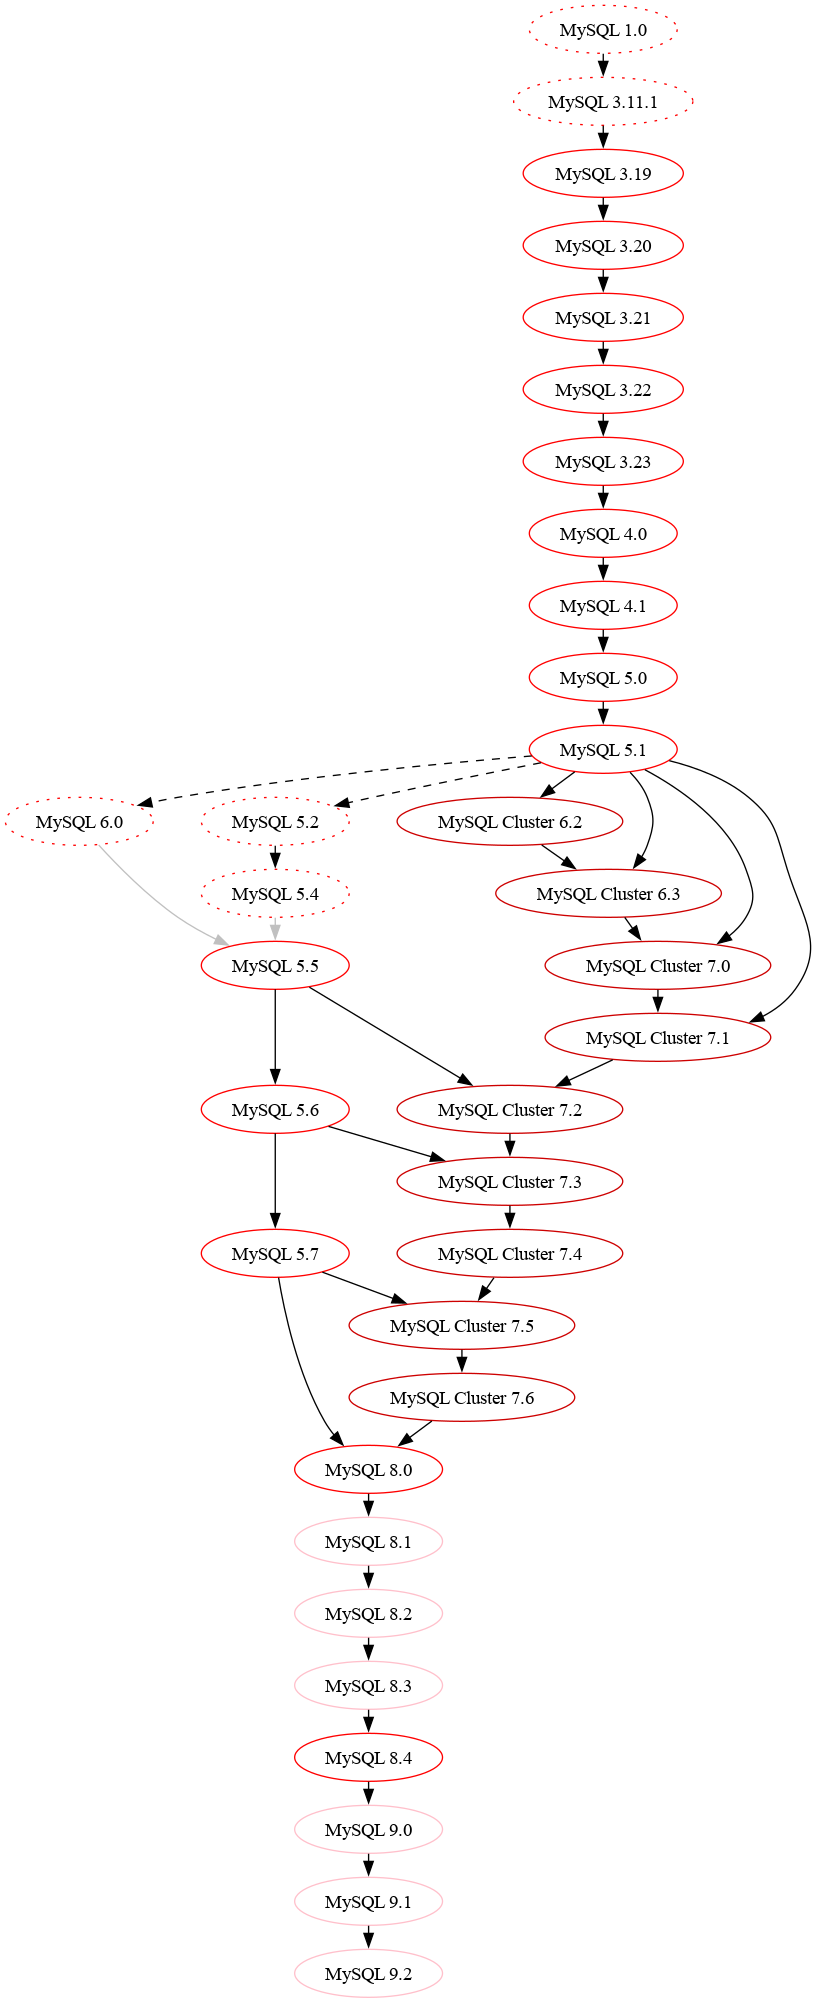 MySQL 1.0
MySQL 3.11.1
MySQL 3.19
MySQL 3.20
MySQL 3.21
MySQL 3.22
MySQL 3.23
MySQL 4.0
MySQL 4.1
MySQL 5.0
MySQL 5.1
MySQL 6.0
MySQL 5.2
MySQL Cluster 6.2
MySQL 5.4
MySQL Cluster 6.3
MySQL 5.5
MySQL Cluster 7.0
MySQL Cluster 7.1
MySQL 5.6
MySQL Cluster 7.2
MySQL Cluster 7.3
MySQL 5.7
MySQL Cluster 7.4
MySQL Cluster 7.5
MySQL Cluster 7.6
MySQL 8.0
MySQL 8.1
MySQL 8.2
MySQL 8.3
MySQL 8.4
MySQL 9.0
MySQL 9.1
MySQL 9.2